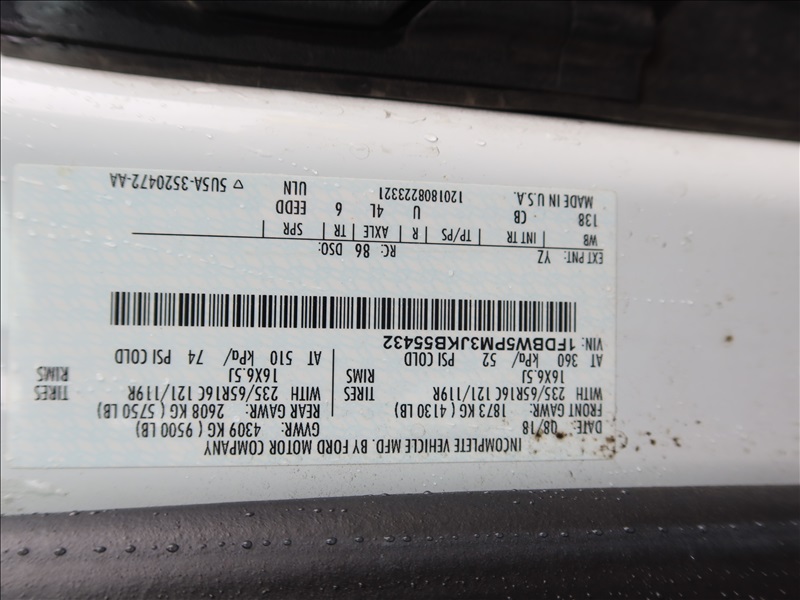 INCOMPLETE VEHICLE MFD. BY FORD MOTOR COMPANY
DATE: 08/18 GVWR: 4309 KG ( 9500 LB)
FRONT GAWR: 1873 KG ( 4130 LB) REAR GAWR: 2608 KG ( 5750 LB)
WITH 235/65R16C 121/119R TIRES WITH 235/65R16C 121/119R TIRES
16X6.5J RIMS 16X6.5J RIMS
AT 360 kPa/ 52 PSI COLD AT 510 kPa/ 74 PSI COLD
VIN: 1FDBW5PM3JKB55432
EXT PNT: YZ RC: 86 DSO:
WB INT TR TP/PS R AXLE TR SPR
138 CB U 4L 6 EEDD
MADE IN U.S.A. 1201808223321 ULN 5U5A-3520472-AA